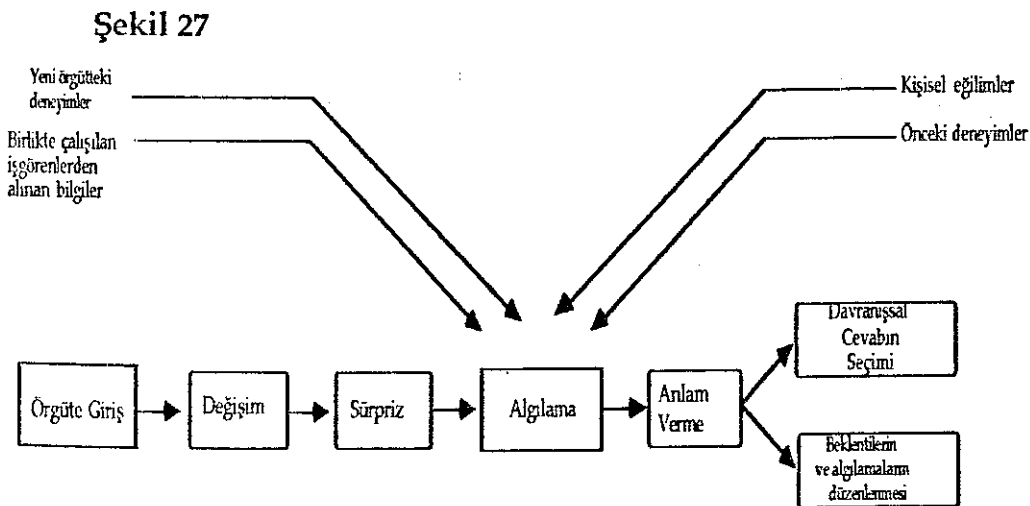 Şekil 27
Yeni örgütteki
deneyimler
Birlikte çalışılan
işgörenlerden
alınan bilgiler
Kişisel eğilimler
Önceki deneyimler
Örgüte Giriş
Değişim
Sürpriz
Algılama
Anlam
Verme
Davranışsal
Cevabın
Seçimi
Beklentilerin
ve algılamaların
düzenlenmesi